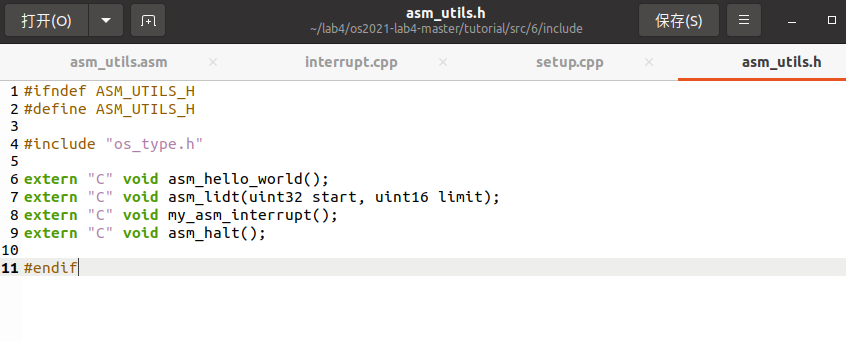 打开(O)
asm_utils.h
~/lab4/os2021-lab4-master/tutorial/src/6/include
保存(S)
asm_utils.asm × interrupt.cpp × setup.cpp × asm_utils.h
1 #ifndef ASM_UTILS_H
2 #define ASM_UTILS_H
3
4 #include "os_type.h"
5
6 extern "C" void asm_hello_world();
7 extern "C" void asm_lidt(uint32 start, uint16 limit);
8 extern "C" void my_asm_interrupt();
9 extern "C" void asm_halt();
10
11 #endif